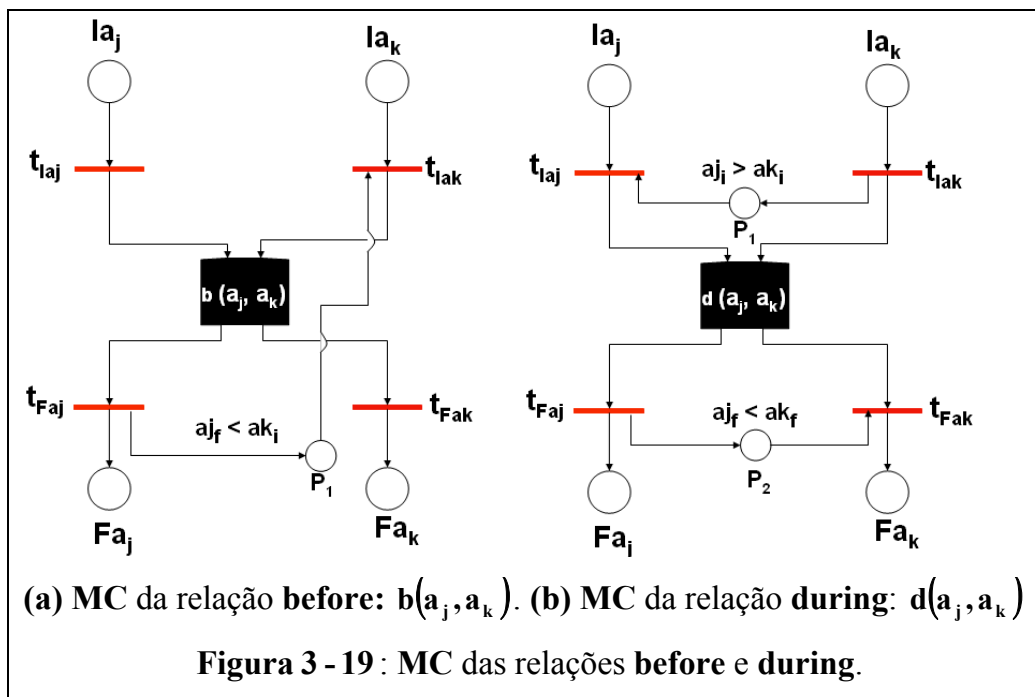 Ia_j Ia_k Ia_j Ia_k
t_Iaj t_Iak t_Iaj aj_i > ak_i t_Iak
P_1
b (a_j, a_k) d (a_j, a_k)
t_Faj t_Fak t_Faj aj_f < ak_f t_Fak
aj_f < ak_i
P_1 P_2
Fa_j Fa_k Fa_j Fa_k
(a) MC da relação before: b(a_j, a_k). (b) MC da relação during: d(a_j, a_k)
Figura 3 - 19: MC das relações before e during.